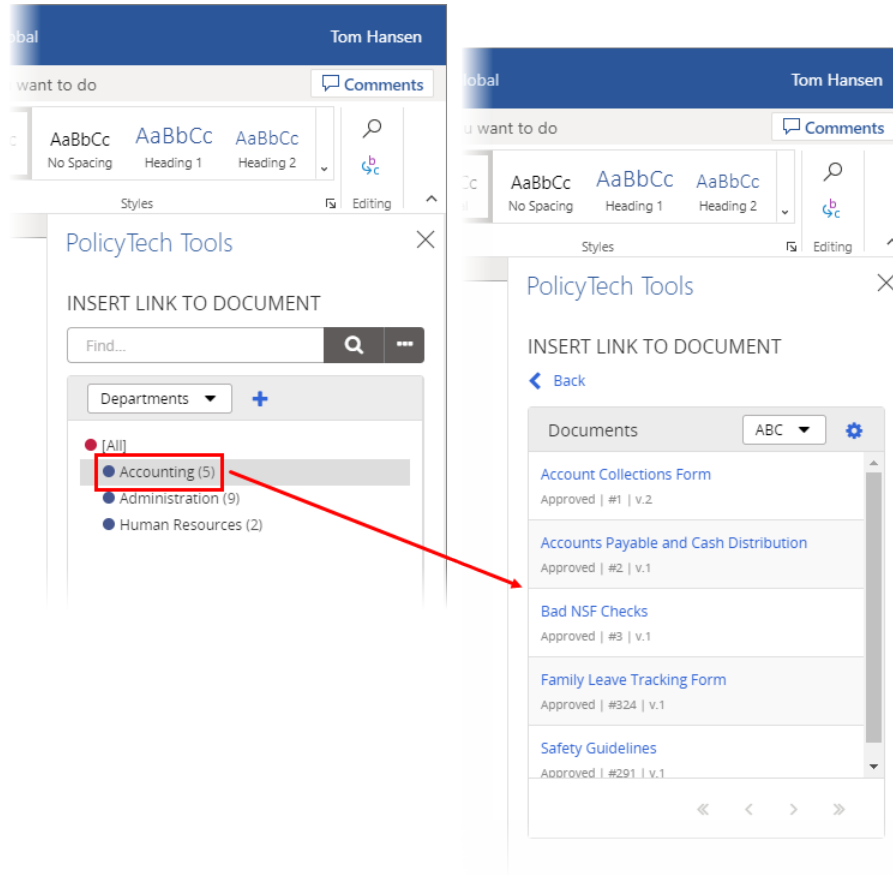 obal Tom Hansen
want to do Comments
c AaBbCc AaBbCc AaBbCc
No Spacing Heading 1 Heading 2
Styles Editing
PolicyTech Tools
INSERT LINK TO DOCUMENT
Find...
Departments
[All]
Accounting (5)
Administration (9)
Human Resources (2)
lobal Tom Hansen
u want to do Comments
Cc AaBbCc AaBbCc AaBbCc
No Spacing Heading 1 Heading 2
Styles Editing
PolicyTech Tools
INSERT LINK TO DOCUMENT
Back
Documents ABC
Account Collections Form
Approved | #1 | v.2
Accounts Payable and Cash Distribution
Approved | #2 | v.1
Bad NSF Checks
Approved | #3 | v.1
Family Leave Tracking Form
Approved | #324 | v.1
Safety Guidelines
Approved | #291 | v.1